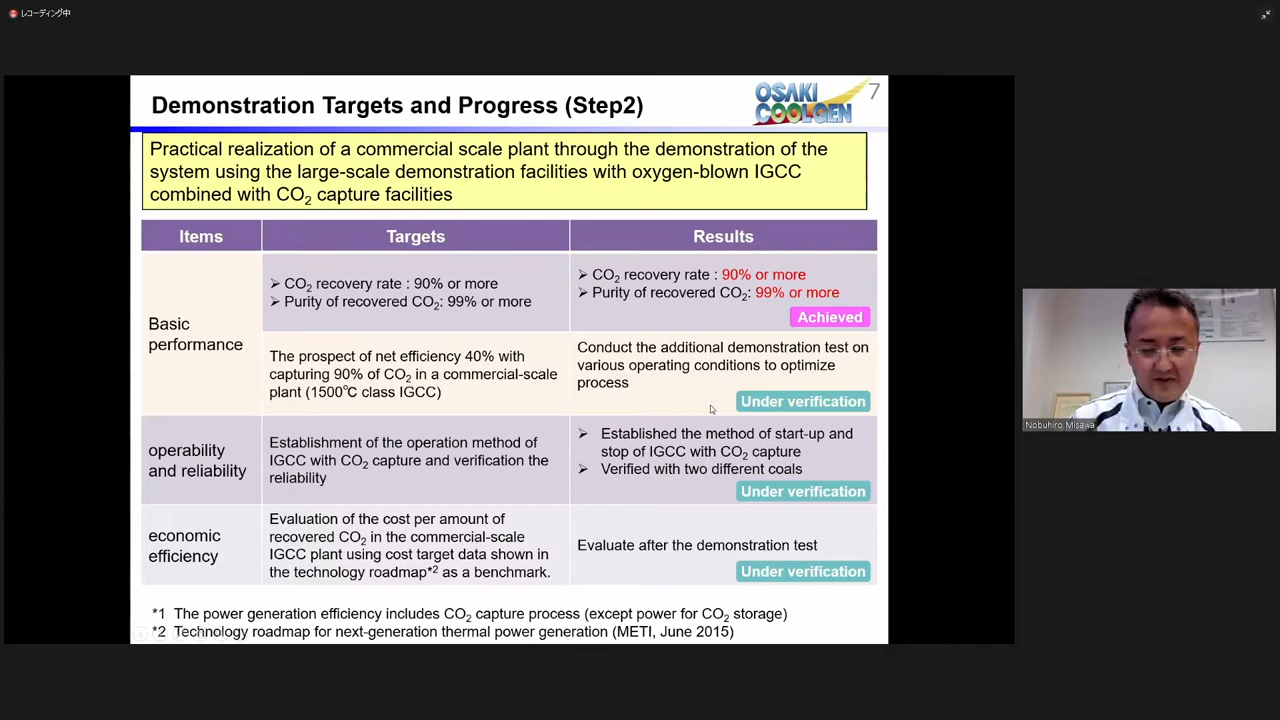 レコーディング中
Demonstration Targets and Progress (Step2)
OSAKI
COOLGEN
7
Practical realization of a commercial scale plant through the demonstration of the
system using the large-scale demonstration facilities with oxygen-blown IGCC
combined with CO₂ capture facilities
Items
Targets
Results
Basic
performance
➢ CO₂ recovery rate : 90% or more
➢ Purity of recovered CO₂: 99% or more
➢ CO₂ recovery rate : 90% or more
➢ Purity of recovered CO₂: 99% or more
Achieved
The prospect of net efficiency 40% with
capturing 90% of CO₂ in a commercial-scale
plant (1500℃ class IGCC)
Conduct the additional demonstration test on
various operating conditions to optimize
process
Under verification
operability
and reliability
Establishment of the operation method of
IGCC with CO₂ capture and verification the
reliability
➢ Established the method of start-up and
stop of IGCC with CO₂ capture
➢ Verified with two different coals
Under verification
economic
efficiency
Evaluation of the cost per amount of
recovered CO₂ in the commercial-scale
IGCC plant using cost target data shown in
the technology roadmap*² as a benchmark.
Evaluate after the demonstration test
Under verification
*1 The power generation efficiency includes CO₂ capture process (except power for CO₂ storage)
*2 Technology roadmap for next-generation thermal power generation (METI, June 2015)
Nobuhiro Misawa